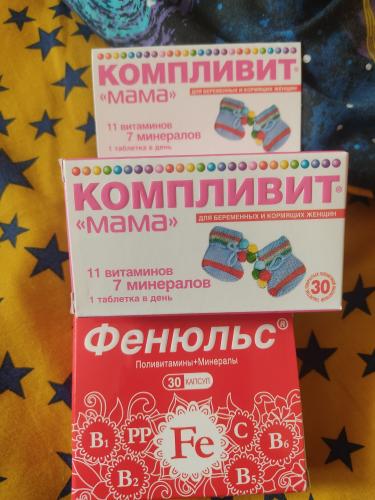 КОМПЛИВИТ®
«мама»
ДЛЯ БЕРЕМЕННЫХ И КОРМЯЩИХ ЖЕНЩИН
11 витаминов
7 минералов
1 таблетка в день
КОМПЛИВИТ®
«мама»
ДЛЯ БЕРЕМЕННЫХ И КОРМЯЩИХ ЖЕНЩИН
11 витаминов
7 минералов
1 таблетка в день
30
Фенюльс®
Поливитамины+Минералы
30 КАПСУЛ
B1 PP Fe C B6
B2 B5